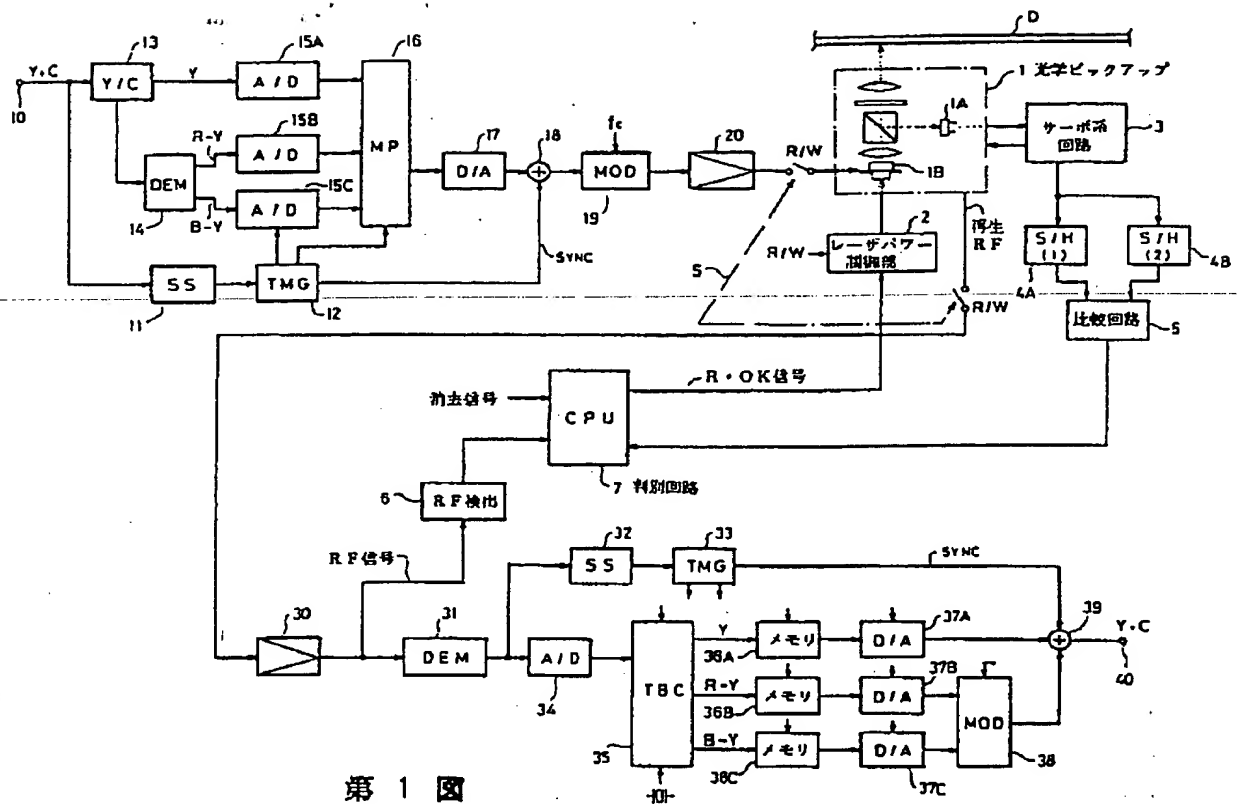 D
13
15A
16
Y+C
Y/C
Y
A/D
10
1 光学ピックアップ
1A
15B
R-Y
A/D
MP
17
D/A
18
fc
MOD
19
20
R/W
1B
サーボ系
回路
3
DEM
14
B-Y
15C
A/D
SYNC
2
R/W
レーザパワー
制御部
再生
RF
S/H
(1)
S/H
(2)
4A
4B
SS
11
TMG
12
S
R/W
比較回路
5
R・OK信号
消去信号
CPU
7 判別回路
6
RF検出
RF信号
32
SS
33
TMG
SYNC
30
31
DEM
A/D
34
TBC
35
Y
メモリ
36A
D/A
37A
39
Y+C
40
R-Y
メモリ
36B
D/A
37B
MOD
38
B-Y
メモリ
36C
D/A
37C
第 1 図